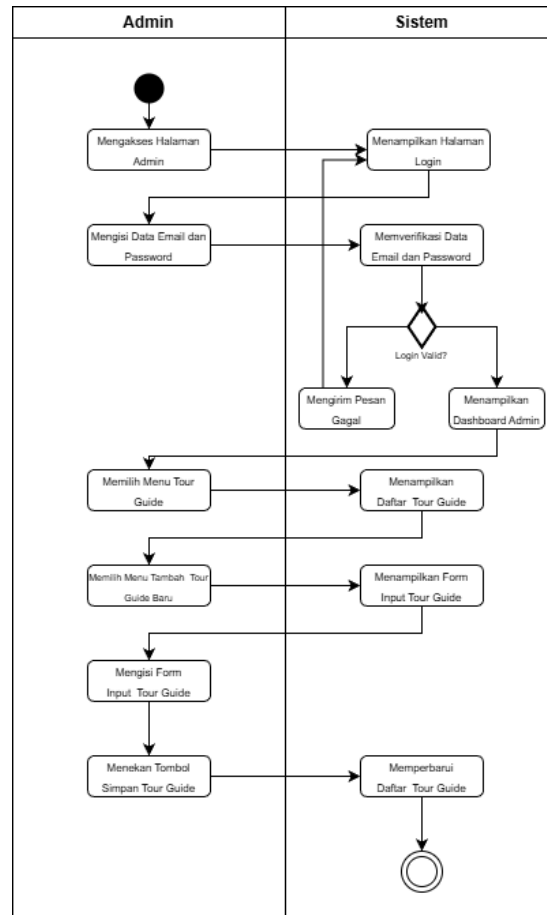 Admin
Sistem
Mengakses Halaman
Admin
Menampilkan Halaman
Login
Mengisi Data Email dan
Password
Memverifikasi Data
Email dan Password
Login Valid?
Mengirim Pesan
Gagal
Menampilkan
Dashboard Admin
Memilih Menu Tour
Guide
Menampilkan
Daftar Tour Guide
Memilih Menu Tambah Tour
Guide Baru
Menampilkan Form
Input Tour Guide
Mengisi Form
Input Tour Guide
Menekan Tombol
Simpan Tour Guide
Memperbarui
Daftar Tour Guide